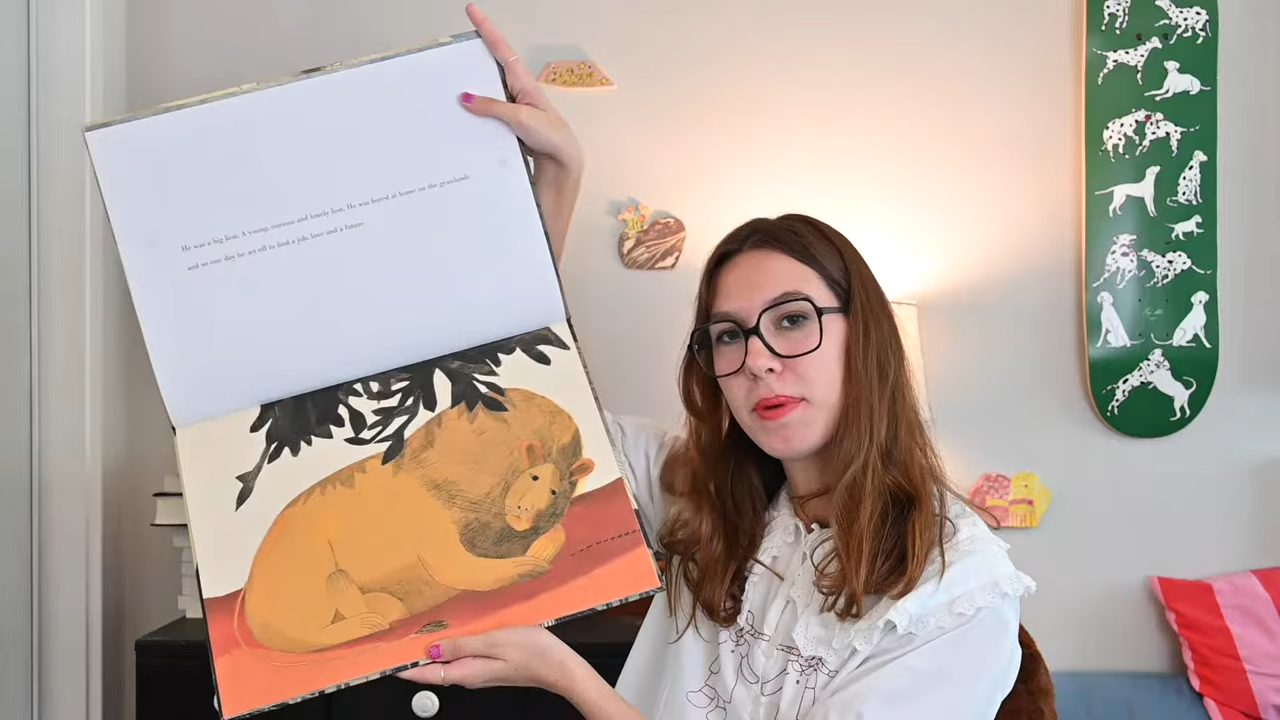 He was a big lion. A young, curious and lonely lion. He was bored at home on the grasslands
and so one day he set off to find a job, love and a future.